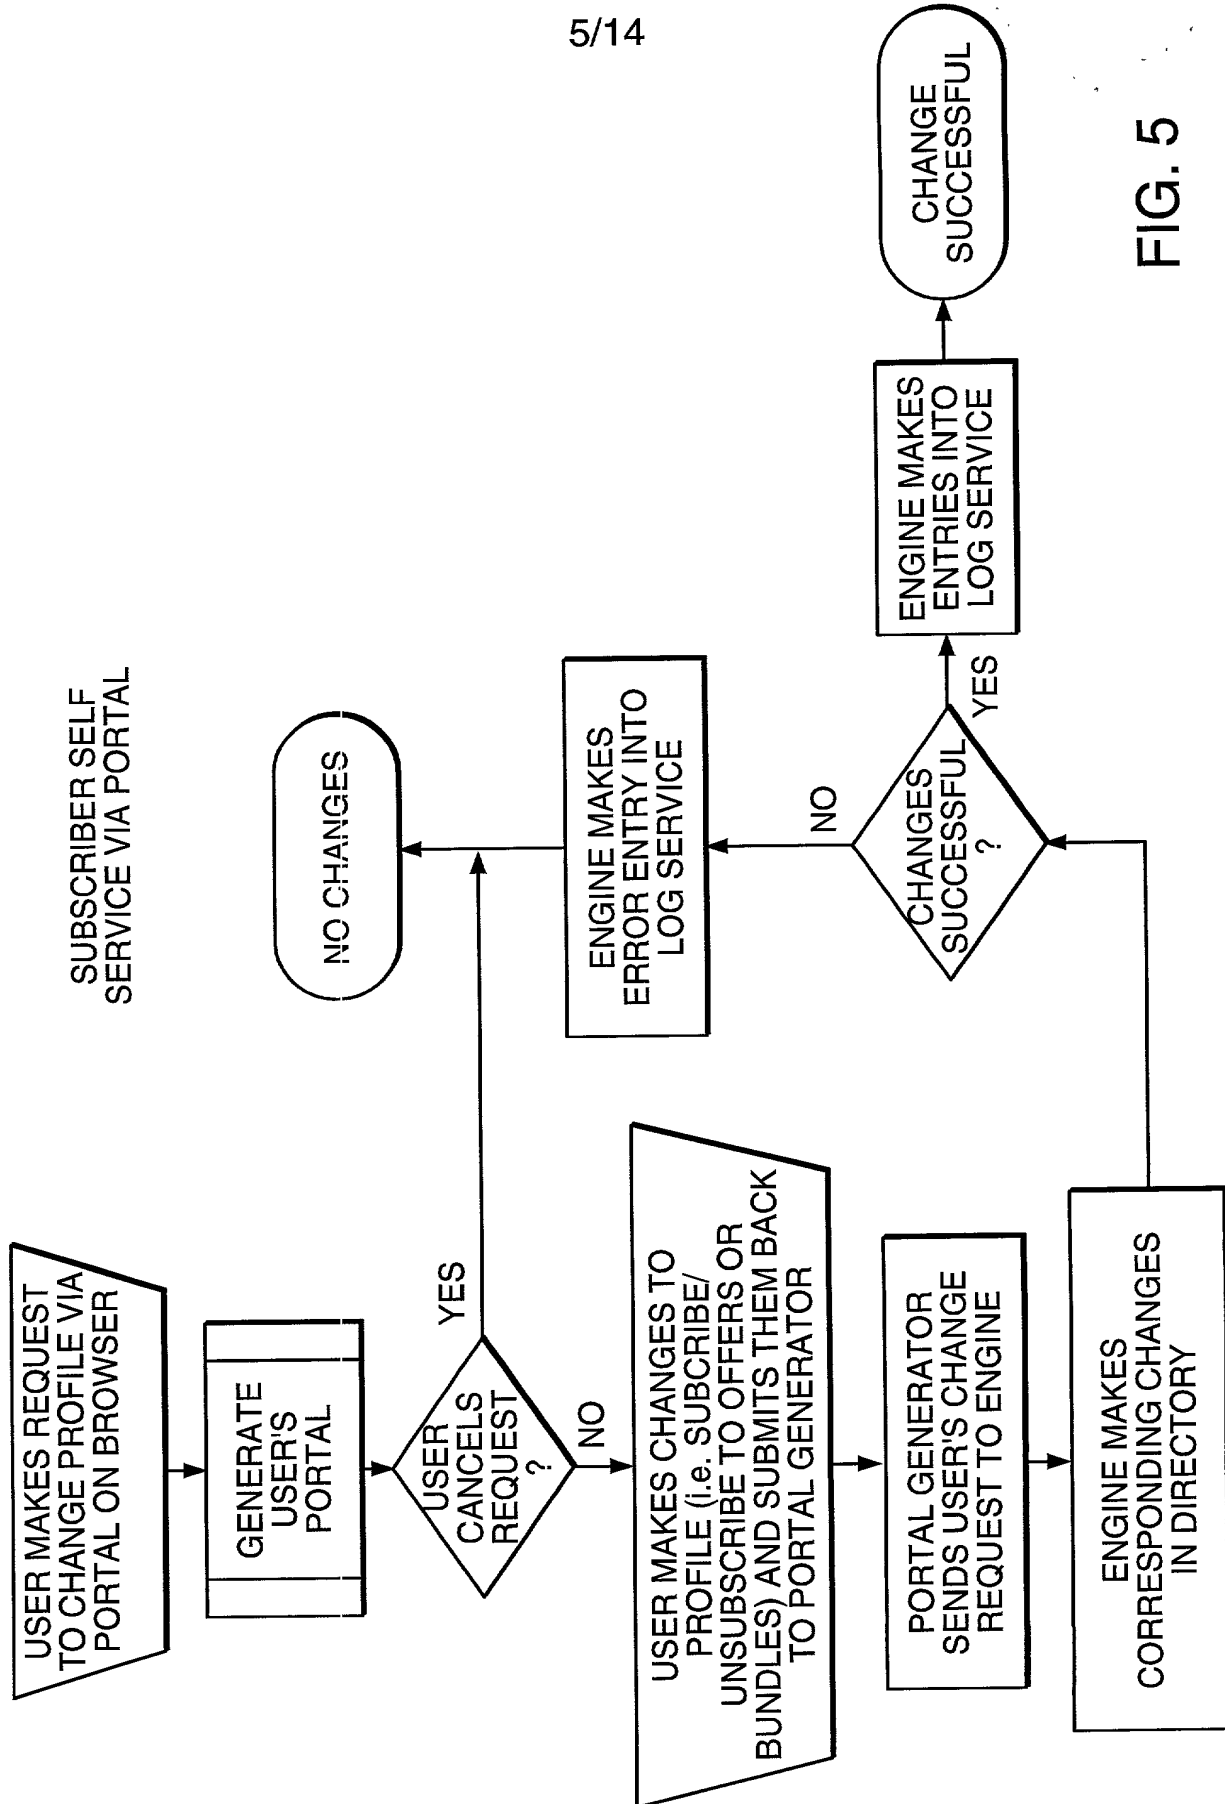 5/14
SUBSCRIBER SELF
SERVICE VIA PORTAL
USER MAKES REQUEST
TO CHANGE PROFILE VIA
PORTAL ON BROWSER
GENERATE
USER'S
PORTAL
USER
CANCELS
REQUEST
?
YES
NO
NO CHANGES
USER MAKES CHANGES TO
PROFILE (i.e. SUBCRIBE/
UNSUBSCRIBE TO OFFERS OR
BUNDLES) AND SUBMITS THEM BACK
TO PORTAL GENERATOR
PORTAL GENERATOR
SENDS USER'S CHANGE
REQUEST TO ENGINE
ENGINE MAKES
CORRESPONDING CHANGES
IN DIRECTORY
CHANGES
SUCCESSFUL
?
NO
YES
ENGINE MAKES
ERROR ENTRY INTO
LOG SERVICE
ENGINE MAKES
ENTRIES INTO
LOG SERVICE
CHANGE
SUCCESSFUL
FIG. 5